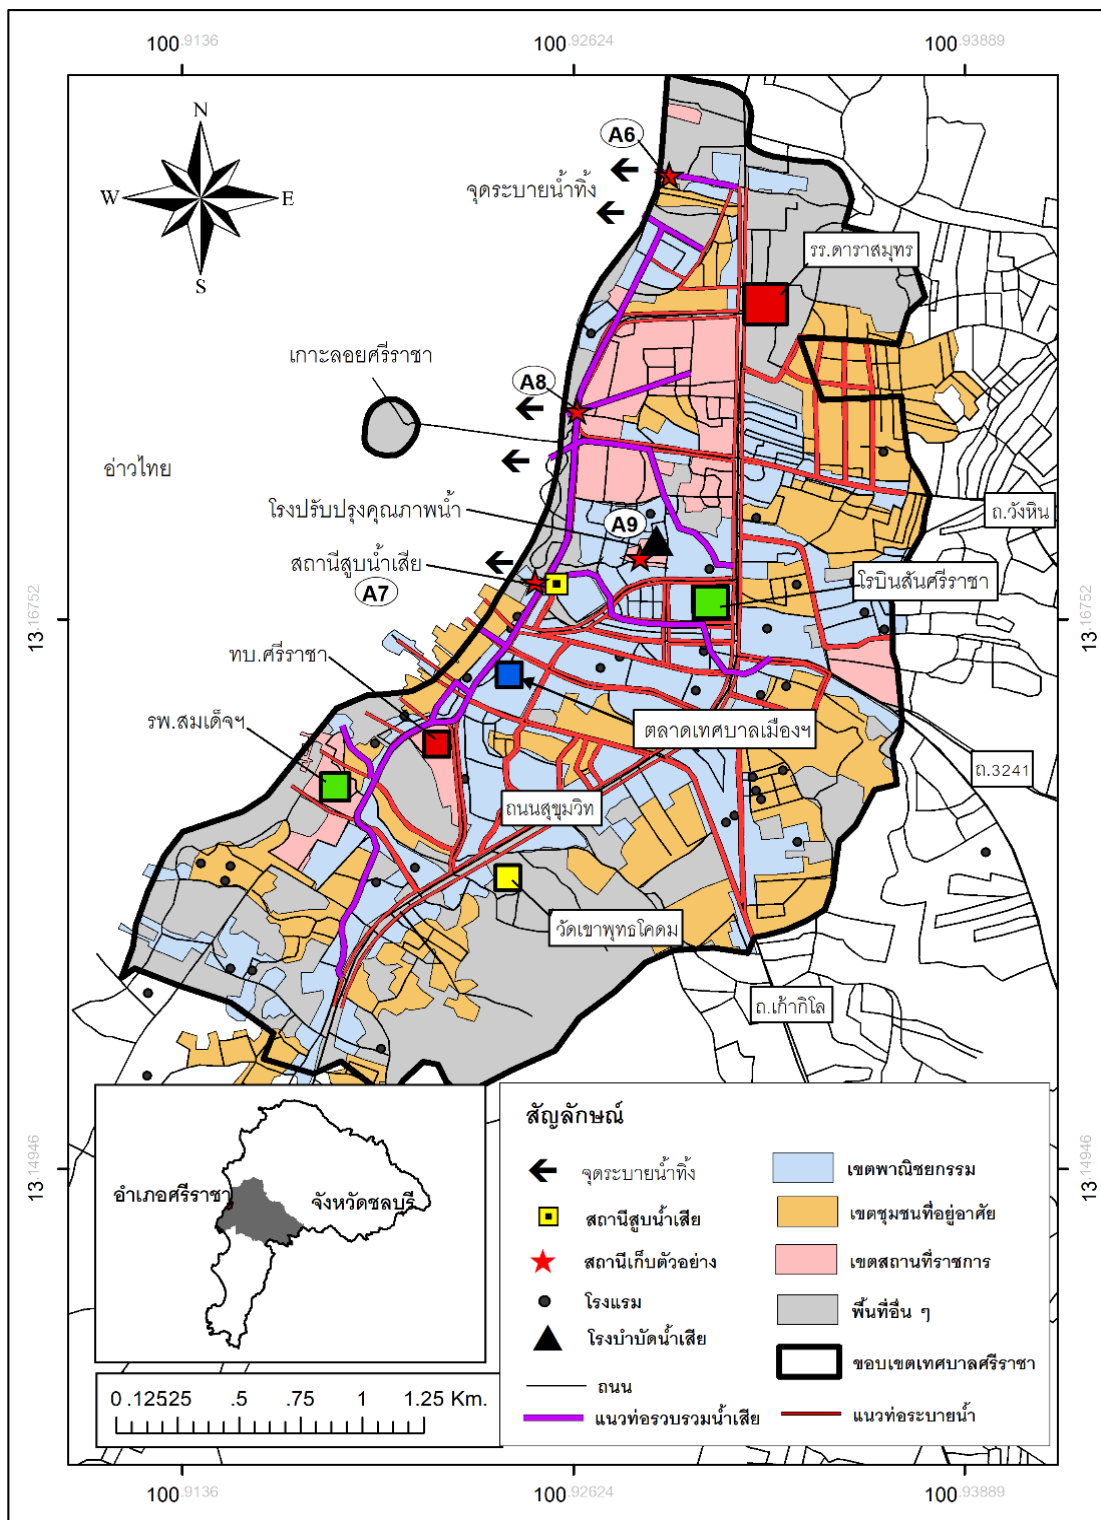 100.9136 100.92624 100.93889
N
W E
S
A6
จุดระบายน้ำทิ้ง
รร.ดาราสมุทร
เกาะลอยศรีราชา
A8
อ่าวไทย
โรงปรับปรุงคุณภาพน้ำ
A9
ถ.วังหิน
สถานีสูบน้ำเสีย
A7
โรบินสันศรีราชา
13.16752 13.16752
ทบ.ศรีราชา
รพ.สมเด็จฯ
ตลาดเทศบาลเมืองฯ
ถ.3241
ถนนสุขุมวิท
วัดเขาพุทธโคดม
ถ.เก้ากิโล
อำเภอศรีราชา
จังหวัดชลบุรี
0 .125.25 .5 .75 1 1.25 Km.
สัญลักษณ์
จุดระบายน้ำทิ้ง
สถานีสูบน้ำเสีย
สถานีเก็บตัวอย่าง
โรงแรม
โรงบำบัดน้ำเสีย
ถนน
แนวท่อรวบรวมน้ำเสีย
เขตพาณิชยกรรม
เขตชุมชนที่อยู่อาศัย
เขตสถานที่ราชการ
พื้นที่อื่น ๆ
ขอบเขตเทศบาลศรีราชา
แนวท่อระบายน้ำ
13.14946 13.14946
100.9136 100.92624 100.93889